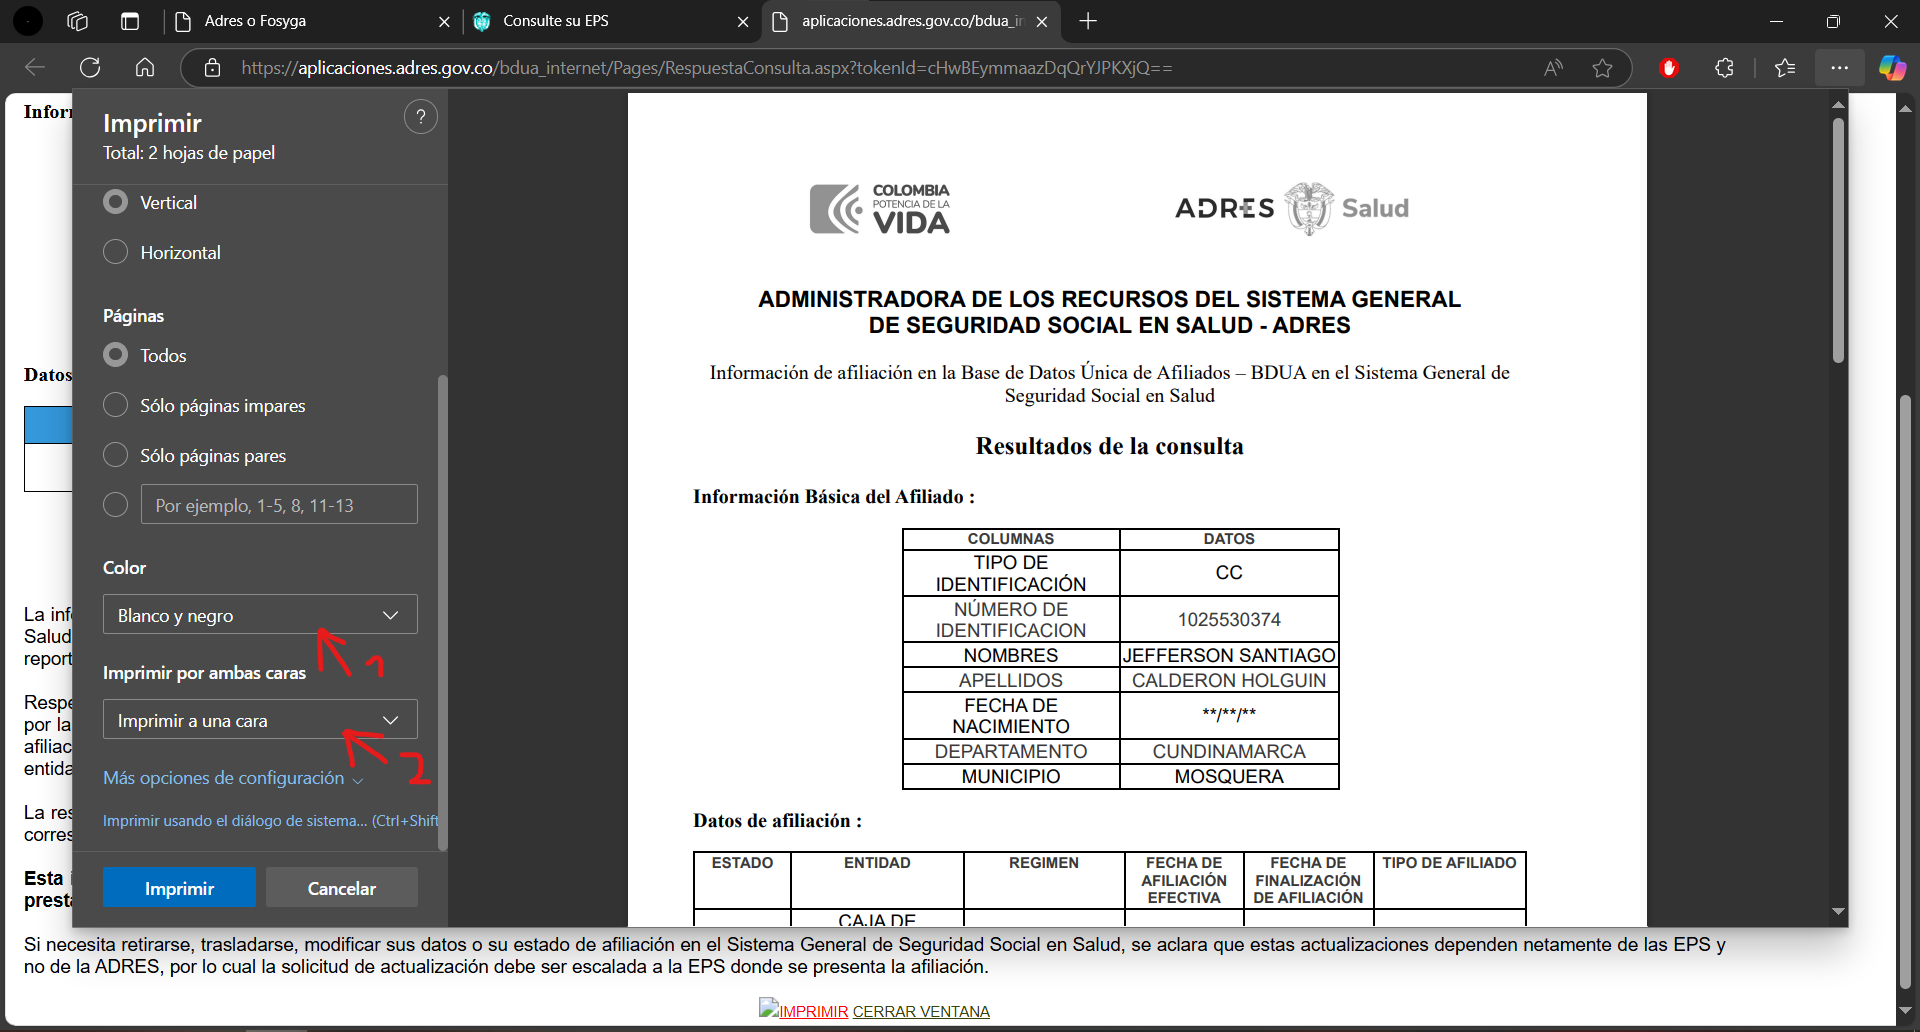 Adres o Fosyga
Consulte su EPS
aplicaciones.adres.gov.co/bdua_in
https://aplicaciones.adres.gov.co/bdua_internet/Pages/RespuestaConsulta.aspx?tokenId=cHwBEymmaazDqQrYJPKXjQ==
Imprimir
Total: 2 hojas de papel
?
Vertical
Horizontal
Páginas
Todos
Sólo páginas impares
Sólo páginas pares
Por ejemplo, 1-5, 8, 11-13
Color
Blanco y negro
1
Imprimir por ambas caras
Imprimir a una cara
2
Más opciones de configuración
Imprimir usando el diálogo de sistema... (Ctrl+Shift
Imprimir
Cancelar
COLOMBIA
POTENCIA DE LA
VIDA
ADRES Salud
ADMINISTRADORA DE LOS RECURSOS DEL SISTEMA GENERAL
DE SEGURIDAD SOCIAL EN SALUD - ADRES
Información de afiliación en la Base de Datos Única de Afiliados – BDUA en el Sistema General de
Seguridad Social en Salud
Resultados de la consulta
Información Básica del Afiliado :
COLUMNAS DATOS
TIPO DE
IDENTIFICACIÓN CC
NÚMERO DE
IDENTIFICACION 1025530374
NOMBRES JEFFERSON SANTIAGO
APELLIDOS CALDERON HOLGUIN
FECHA DE
NACIMIENTO **/**/**
DEPARTAMENTO CUNDINAMARCA
MUNICIPIO MOSQUERA
Datos de afiliación :
ESTADO ENTIDAD REGIMEN FECHA DE AFILIACIÓN EFECTIVA FECHA DE FINALIZACIÓN DE AFILIACIÓN TIPO DE AFILIADO
CAJA DE
Infor
Datos
La inf
Salud
report
Respe
por la
afiliac
entida
La res
corres
Esta i
presta
Si necesita retirarse, trasladarse, modificar sus datos o su estado de afiliación en el Sistema General de Seguridad Social en Salud, se aclara que estas actualizaciones dependen netamente de las EPS y
no de la ADRES, por lo cual la solicitud de actualización debe ser escalada a la EPS donde se presenta la afiliación.
IMPRIMIR CERRAR VENTANA